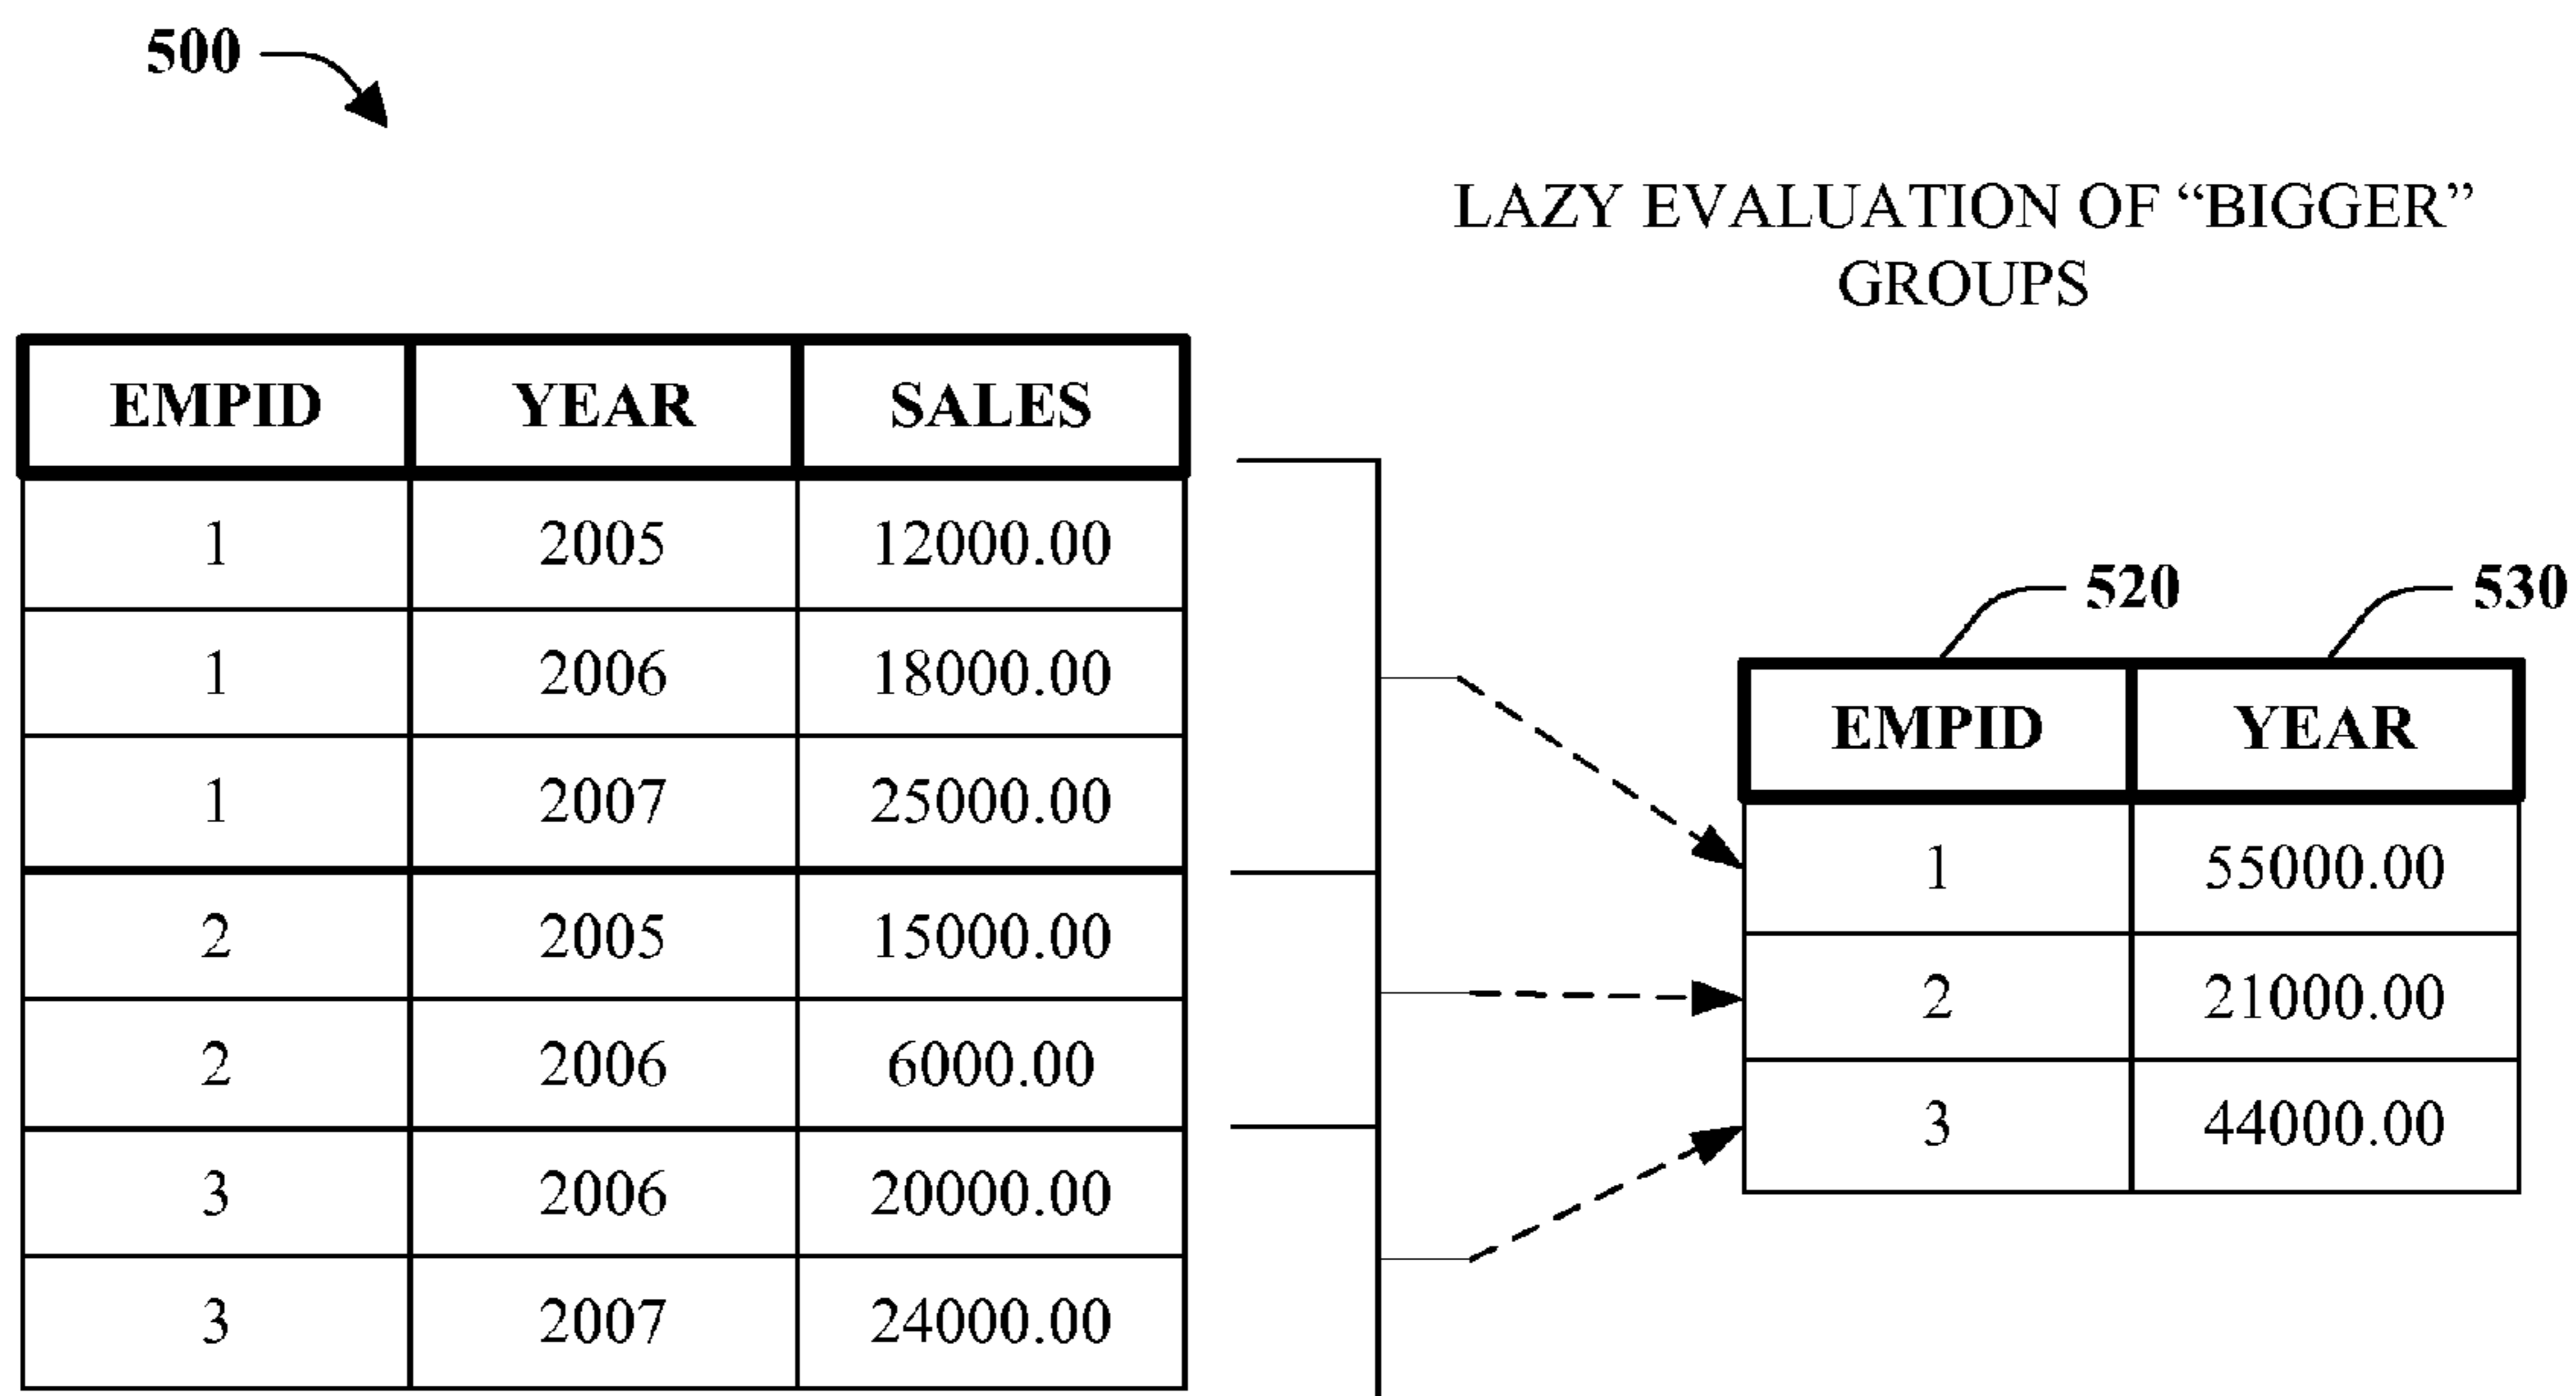 500
LAZY EVALUATION OF “BIGGER”
GROUPS
EMPID YEAR SALES
1 2005 12000.00
1 2006 18000.00
1 2007 25000.00
2 2005 15000.00
2 2006 6000.00
3 2006 20000.00
3 2007 24000.00
520 530
EMPID YEAR
1 55000.00
2 21000.00
3 44000.00